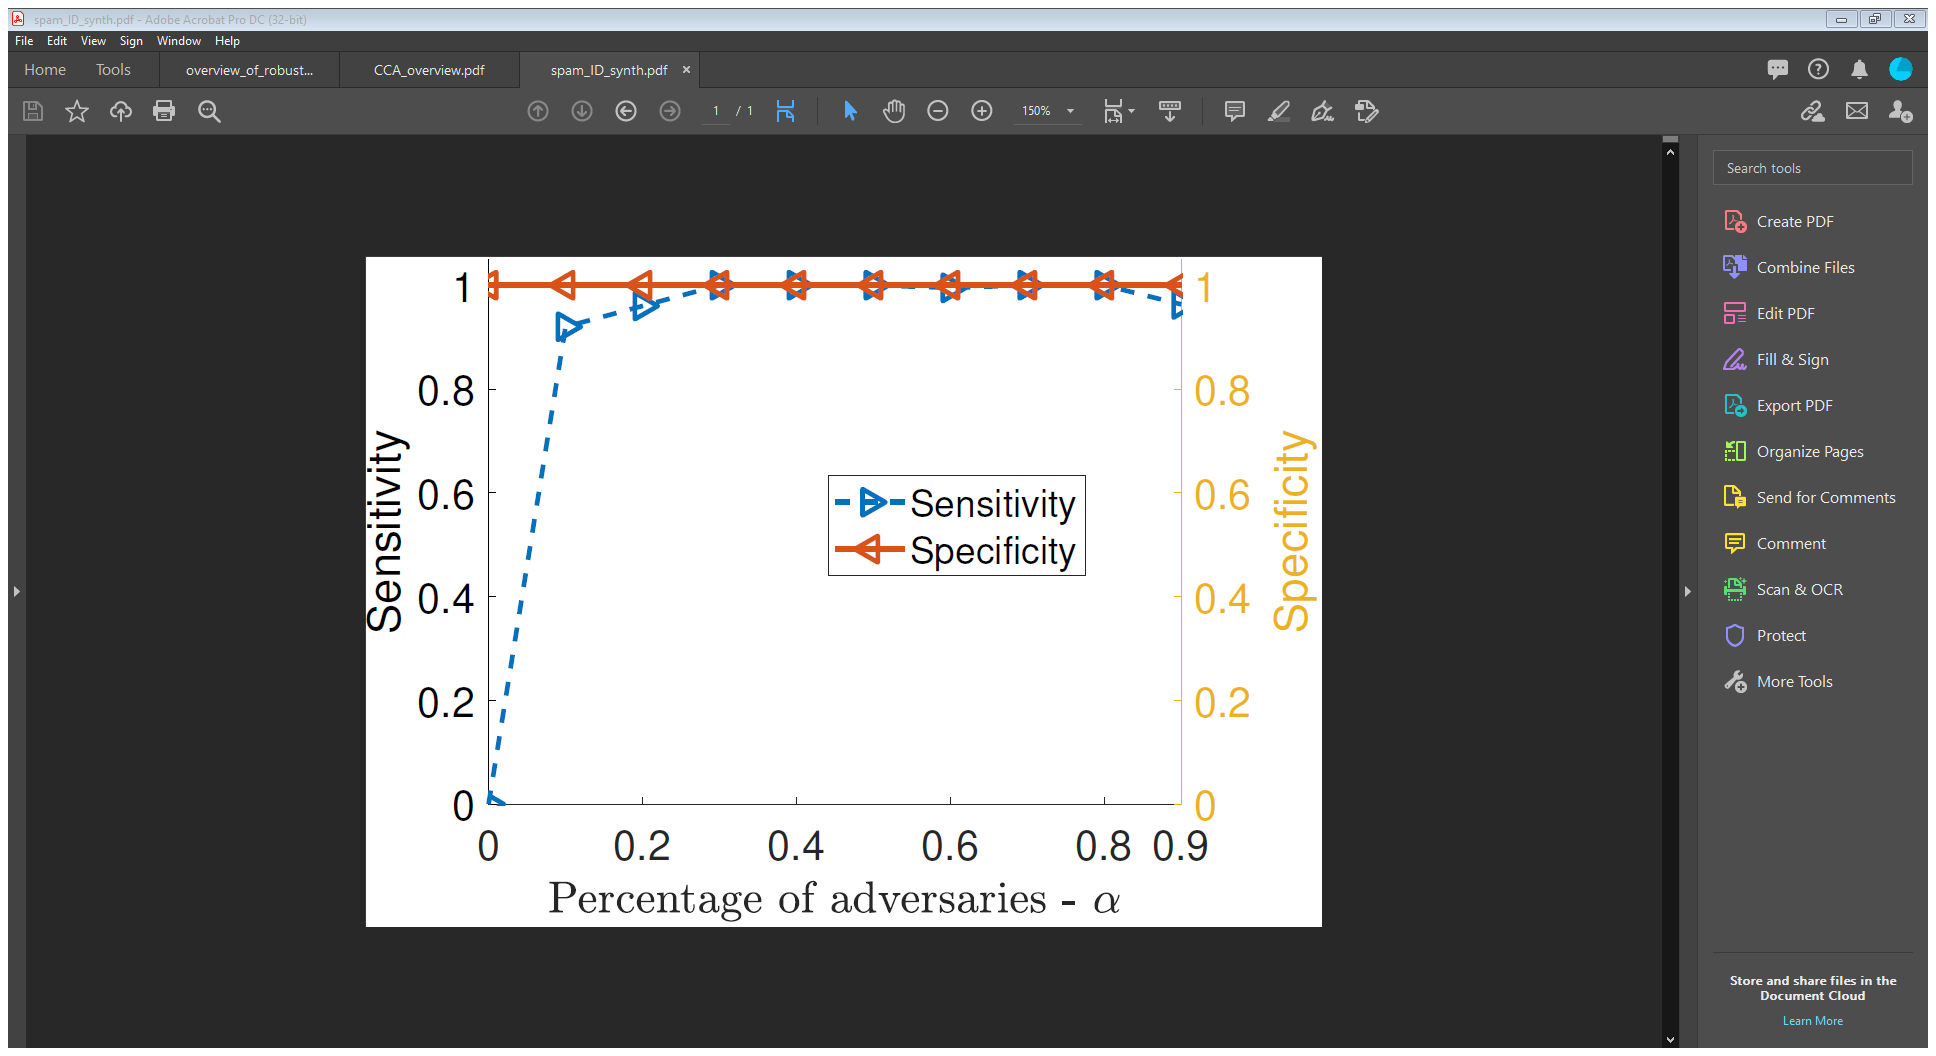 spam_ID_synth.pdf - Adobe Acrobat Pro DC (32-bit)
File Edit View Sign Window Help
Home Tools overview_of_robust... CCA_overview.pdf spam_ID_synth.pdf ×
1 / 1 150%
Search tools
Create PDF
Combine Files
Edit PDF
Fill & Sign
Export PDF
Organize Pages
Send for Comments
Comment
Scan & OCR
Protect
More Tools
Store and share files in the
Document Cloud
Learn More
Sensitivity
1
0.8
0.6
0.4
0.2
0
Sensitivity
Specificity
1
0.8
0.6
0.4
0.2
0
Specificity
0 0.2 0.4 0.6 0.8 0.9
Percentage of adversaries - α